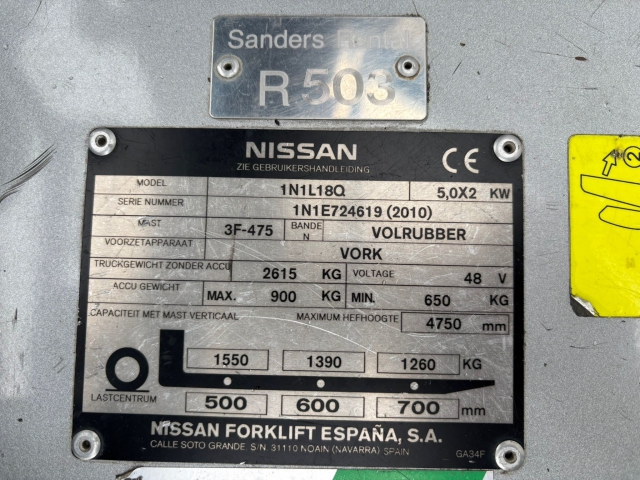 Sanders Rental
R 503
NISSAN
ZIE GEBRUIKERSHANDLEIDING
CE
MODEL 1N1L18Q 5,0X2 KW
SERIE NUMMER 1N1E724619 (2010)
MAST 3F-475 BANDEN VOLRUBBER
VOORZETAPPARAAT VORK
TRUCKGEWICHT ZONDER ACCU 2615 KG VOLTAGE 48 V
ACCU GEWICHT MAX. 900 KG MIN. 650 KG
CAPACITEIT MET MAST VERTICAAL MAXIMUM HEFHOOGTE 4750 mm
1550 1390 1260 KG
LASTCENTRUM 500 600 700 mm
NISSAN FORKLIFT ESPAÑA, S.A.
CALLE SOTO GRANDE. S/N 31110 NOAIN (NAVARRA) SPAIN GA34F
2